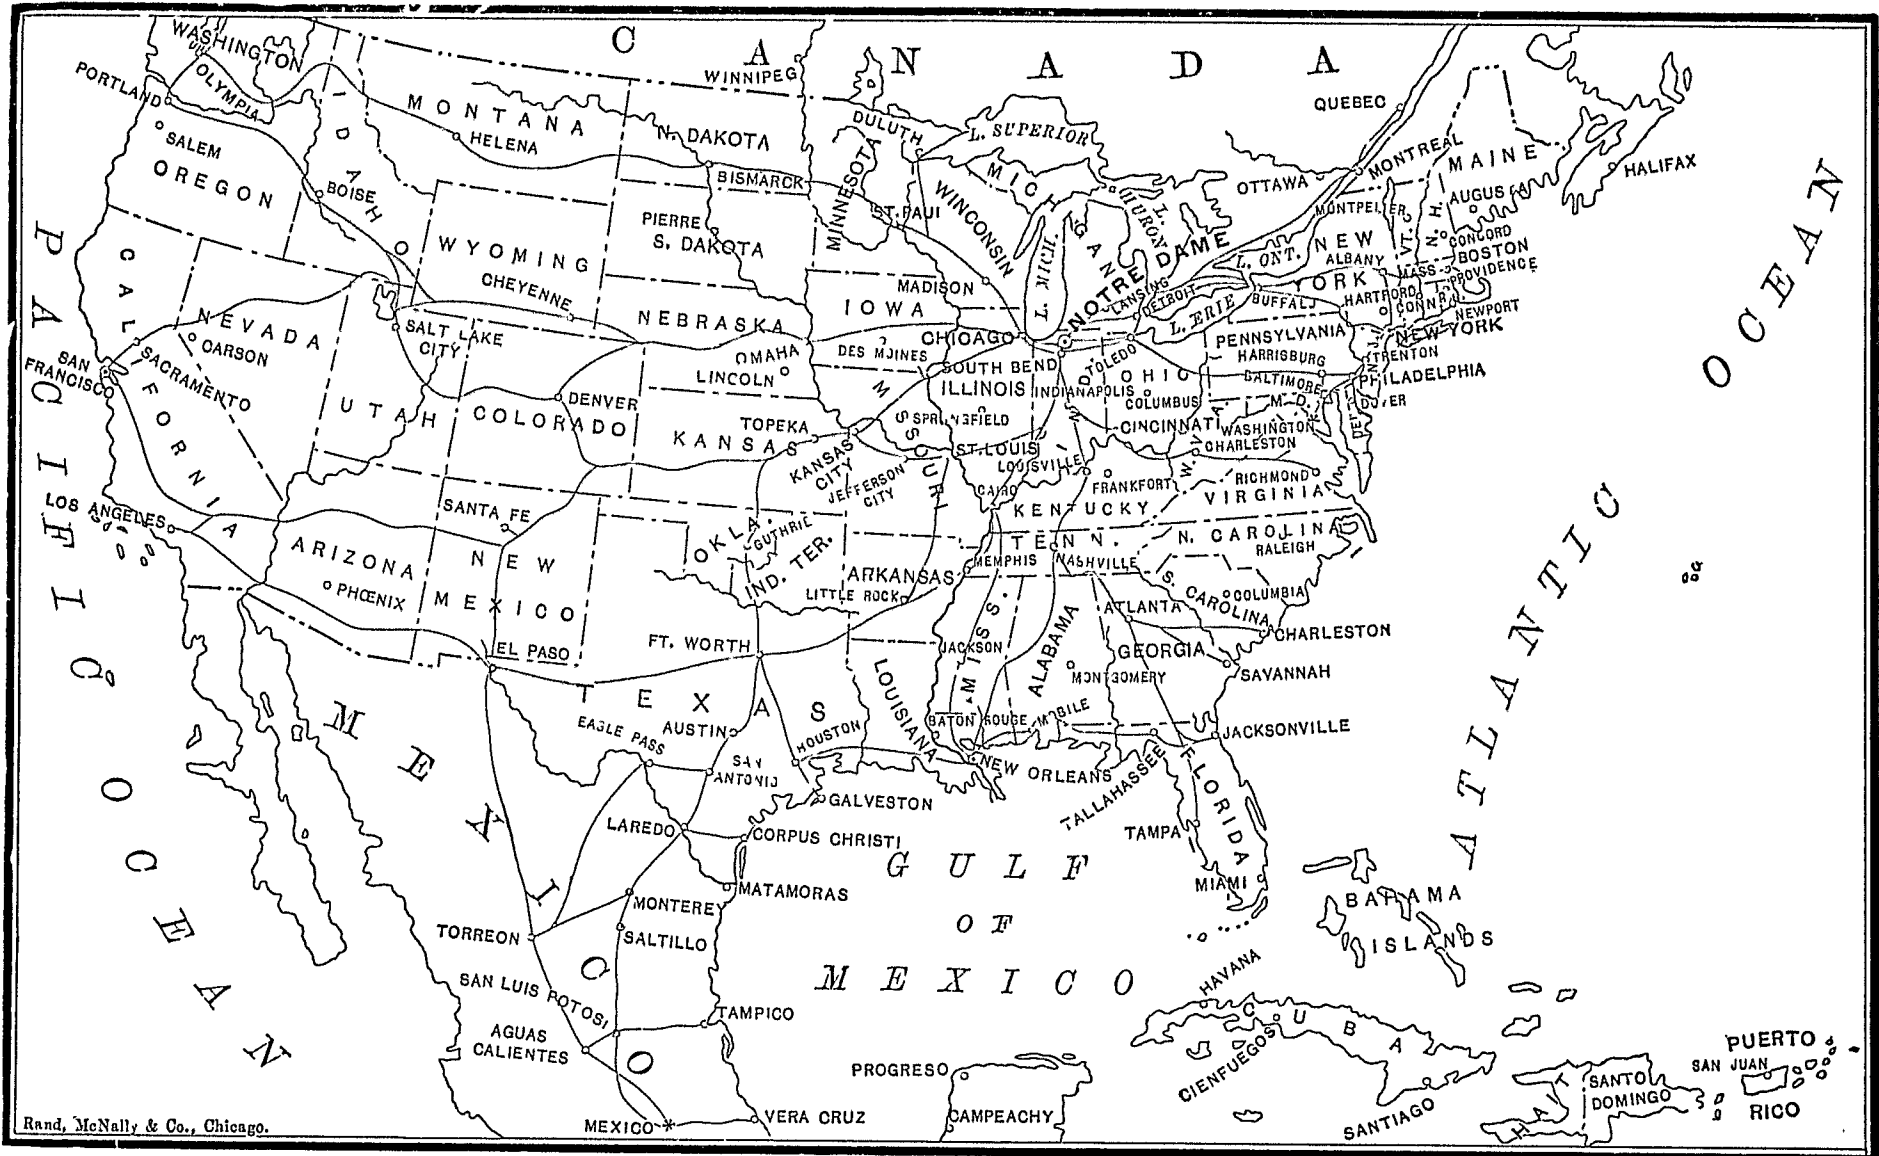 CANADA
WASHINGTON
OLYMPIA
PORTLAND
SALEM
OREGON
IDAHO
BOISE
MONTANA
HELENA
N. DAKOTA
BISMARCK
WINNIPEG
DULUTH
MINNESOTA
ST. PAUL
L. SUPERIOR
MICHIGAN
WINCONSIN
L. MICH.
L. HURON
QUEBEC
MONTREAL
OTTAWA
MAINE
AUGUSTA
HALIFAX
MONTPELIER
VT.
N. H.
CONCORD
BOSTON
MASS
PROVIDENCE
NEW YORK
ALBANY
L. ONT.
BUFFALO
HARTFORD
CONN.
R. I.
NEWPORT
NEW YORK
NOTRE DAME
LANSING
DETROIT
L. ERIE
PIERRE
S. DAKOTA
WYOMING
CHEYENNE
NEBRASKA
IOWA
MADISON
CHICAGO
DES MOINES
OMAHA
LINCOLN
SOUTH BEND
TOLEDO
PENNSYLVANIA
HARRISBURG
TRENTON
N. J.
PHILADELPHIA
BALTIMORE
M. D.
DOVER
DEL.
WASHINGTON
CALIFORNIA
NEVADA
CARSON
SACRAMENTO
SAN
FRANCISCO
SALT LAKE
CITY
UTAH
COLORADO
DENVER
KANSAS
TOPEKA
KANSAS
CITY
JEFFERSON
CITY
MISSOURI
ILLINOIS
SPRINGFIELD
ST. LOUIS
CAIRO
IND.
INDIANAPOLIS
OHIO
COLUMBUS
CINCINNATI
LOUISVILLE
FRANKFORT
KENTUCKY
W. VA.
CHARLESTON
RICHMOND
VIRGINIA
LOS ANGELES
ARIZONA
PHŒNIX
SANTA FE
NEW
MEXICO
EL PASO
OKLA.
GUTHRIE
IND. TER.
ARKANSAS
LITTLE ROCK
TENN.
MEMPHIS
NASHVILLE
N. CAROLINA
RALEIGH
S. CAROLINA
COLUMBIA
CHARLESTON
ATLANTA
GEORGIA
SAVANNAH
ALABAMA
MONTGOMERY
MISS.
JACKSON
LOUISIANA
BATON ROUGE
MOBILE
NEW ORLEANS
TALLAHASSEE
JACKSONVILLE
FLORIDA
TAMPA
MIAMI
FT. WORTH
TEXAS
AUSTIN
HOUSTON
EAGLE PASS
SAN
ANTONIO
GALVESTON
LAREDO
CORPUS CHRISTI
MATAMORAS
MEXICO
MONTEREY
SALTILLO
TORREON
SAN LUIS POTOSI
TAMPICO
AGUAS
CALIENTES
MEXICO
VERA CRUZ
PROGRESO
CAMPEACHY
GULF
OF
MEXICO
HAVANA
CUBA
CIENFUEGOS
SANTIAGO
BAHAMA
ISLANDS
HAITI
SANTO
DOMINGO
PUERTO
SAN JUAN
RICO
PACIFIC OCEAN
ATLANTIC OCEAN
Rand, McNally & Co., Chicago.